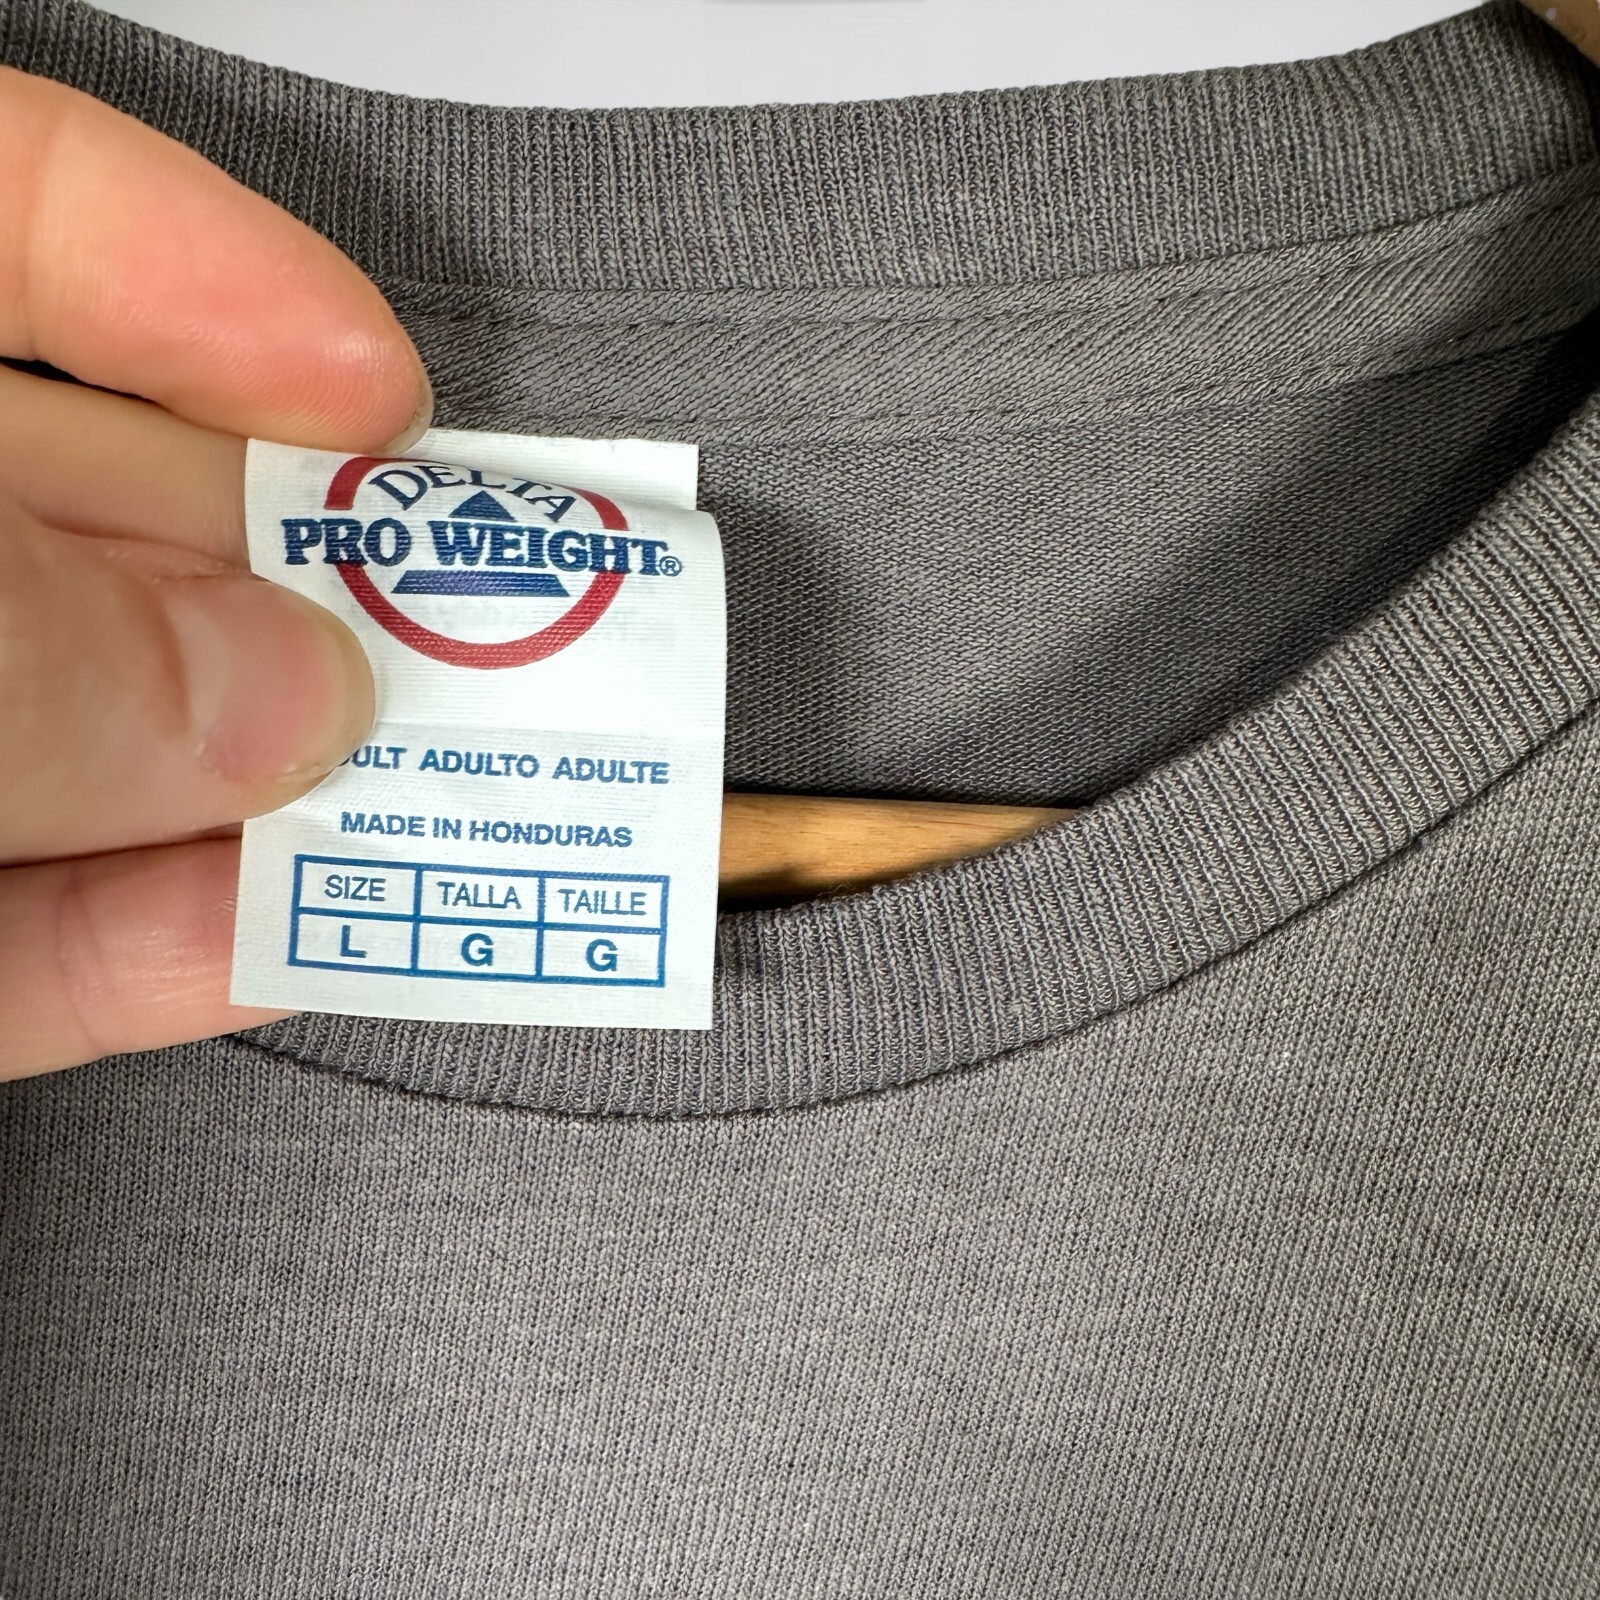 DELTA
PRO WEIGHT®
ADULTO ADULTE
MADE IN HONDURAS
SIZE TALLA TAILLE
L G G